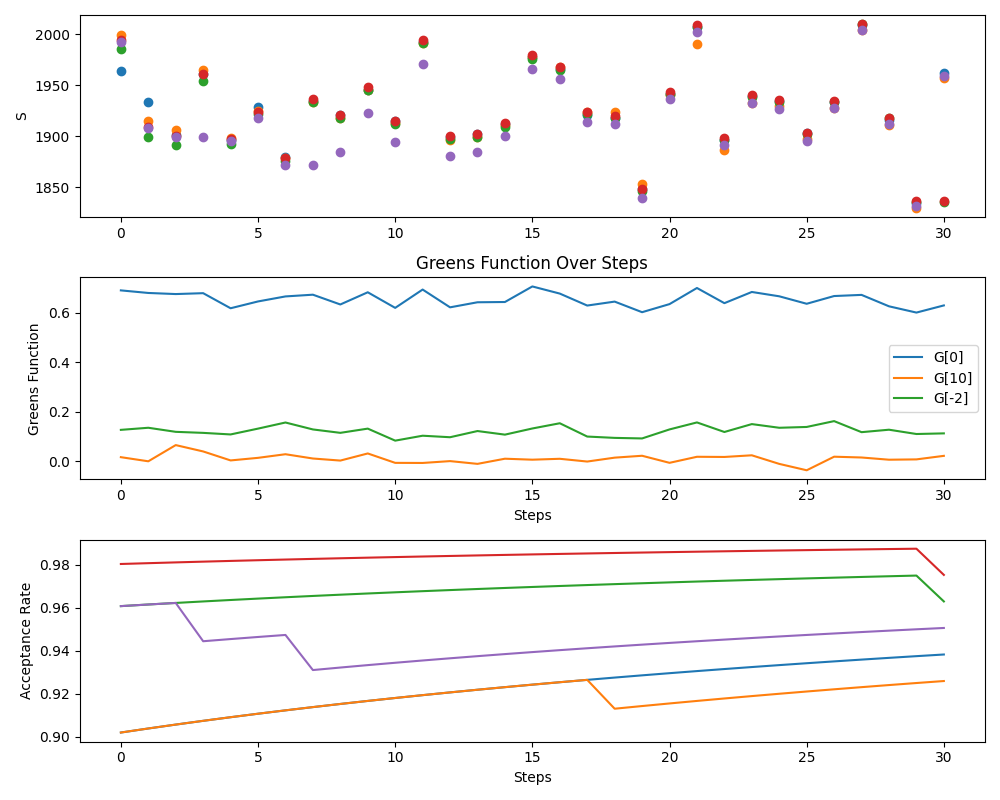 2000
1950
1900
1850
S
0 5 10 15 20 25 30
Greens Function Over Steps
0.6
0.4
0.2
0.0
Greens Function
G[0]
G[10]
G[-2]
0 5 10 15 20 25 30
Steps
0.98
0.96
0.94
0.92
0.90
Acceptance Rate
0 5 10 15 20 25 30
Steps